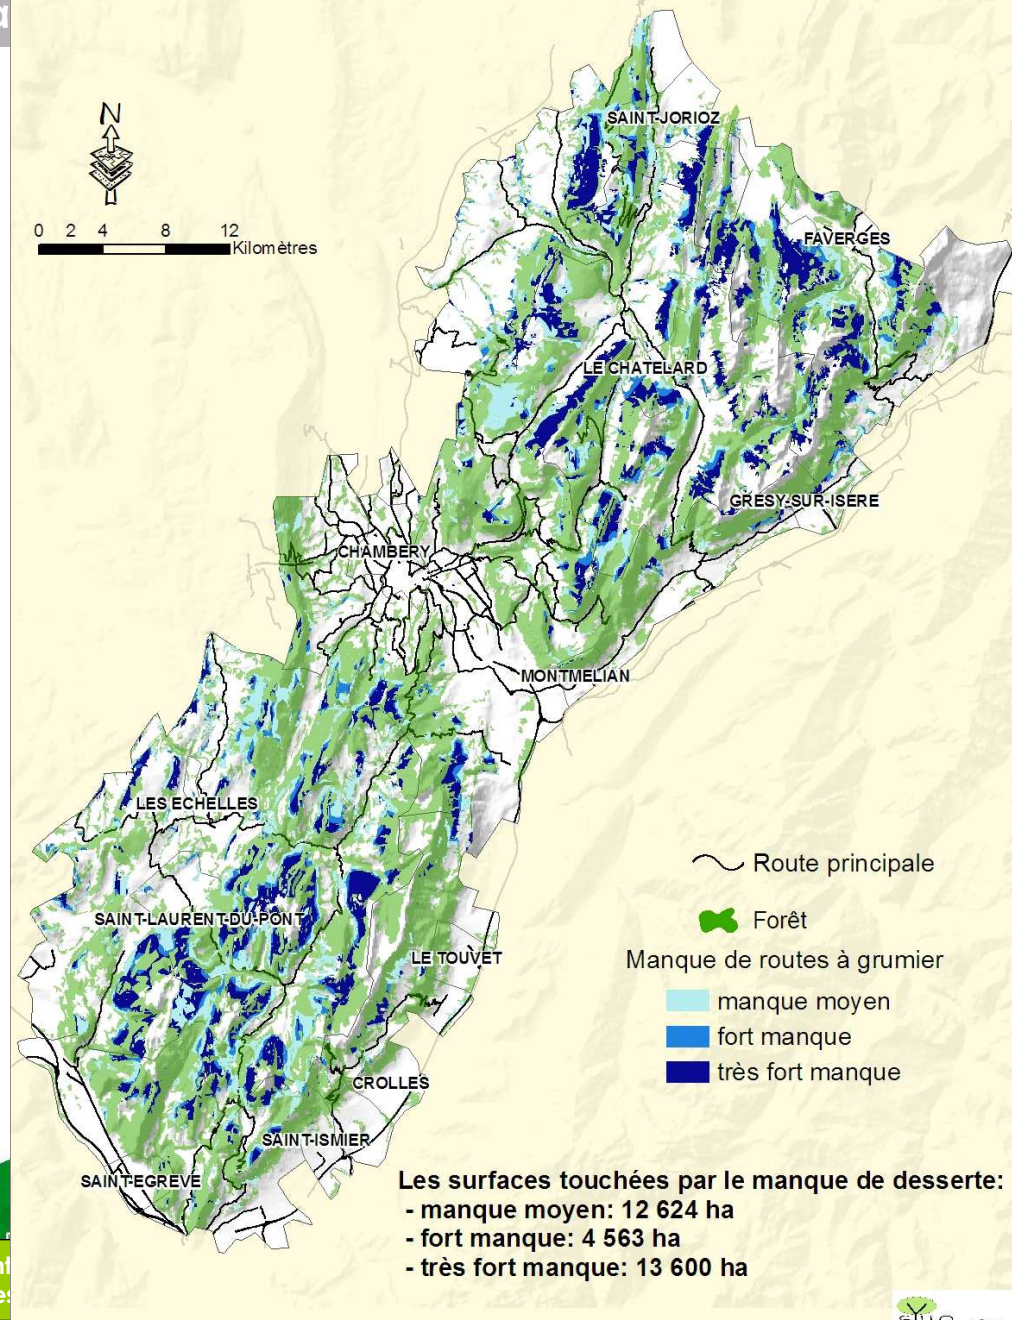 N
0 2 4 8 12
Kilomètres
SAINT-JORIOZ
FAVERGES
LE CHATELARD
GRESY-SUR-ISERE
CHAMBERY
MONTMELIAN
LES ECHELLES
SAINT-LAURENT-DU-PONT
LE TOUVET
CROLLES
SAINT-ISMIER
SAINT-EGREVE
Route principale
Forêt
Manque de routes à grumier
manque moyen
fort manque
très fort manque
Les surfaces touchées par le manque de desserte:
- manque moyen: 12 624 ha
- fort manque: 4 563 ha
- très fort manque: 13 600 ha